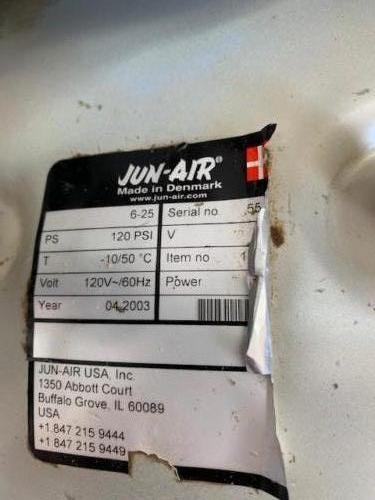 JUN-AIR®
Made in Denmark
www.jun-air.com
6-25 Serial no. 55
PS 120 PSI V
T -10/50 °C Item no 1
Volt 120V~/60Hz Power
Year 04.2003
JUN-AIR USA, Inc.
1350 Abbott Court
Buffalo Grove, IL 60089
USA
+1 847 215 9444
+1 847 215 9449